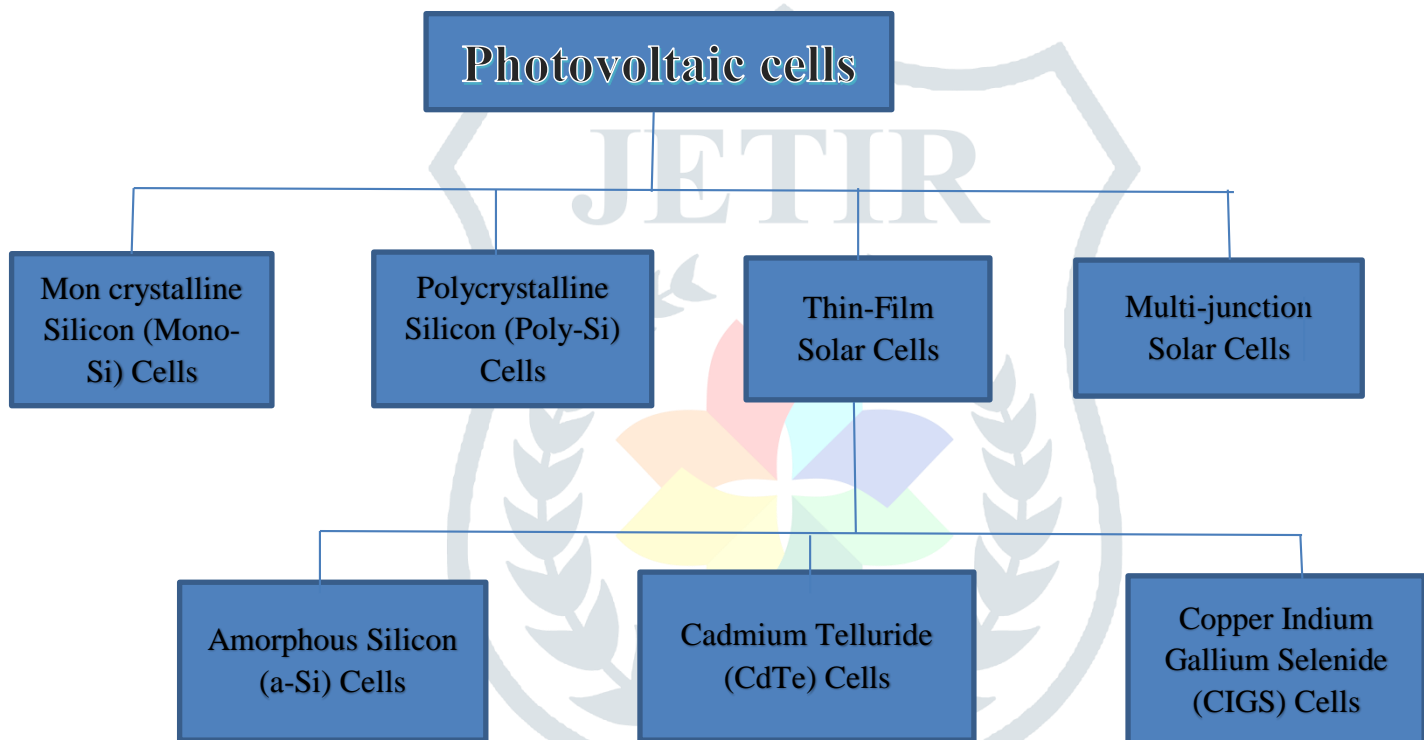 Photovoltaic cells
JETIR
Mon crystalline
Silicon (Mono-
Si) Cells
Polycrystalline
Silicon (Poly-Si)
Cells
Thin-Film
Solar Cells
Multi-junction
Solar Cells
Amorphous Silicon
(a-Si) Cells
Cadmium Telluride
(CdTe) Cells
Copper Indium
Gallium Selenide
(CIGS) Cells